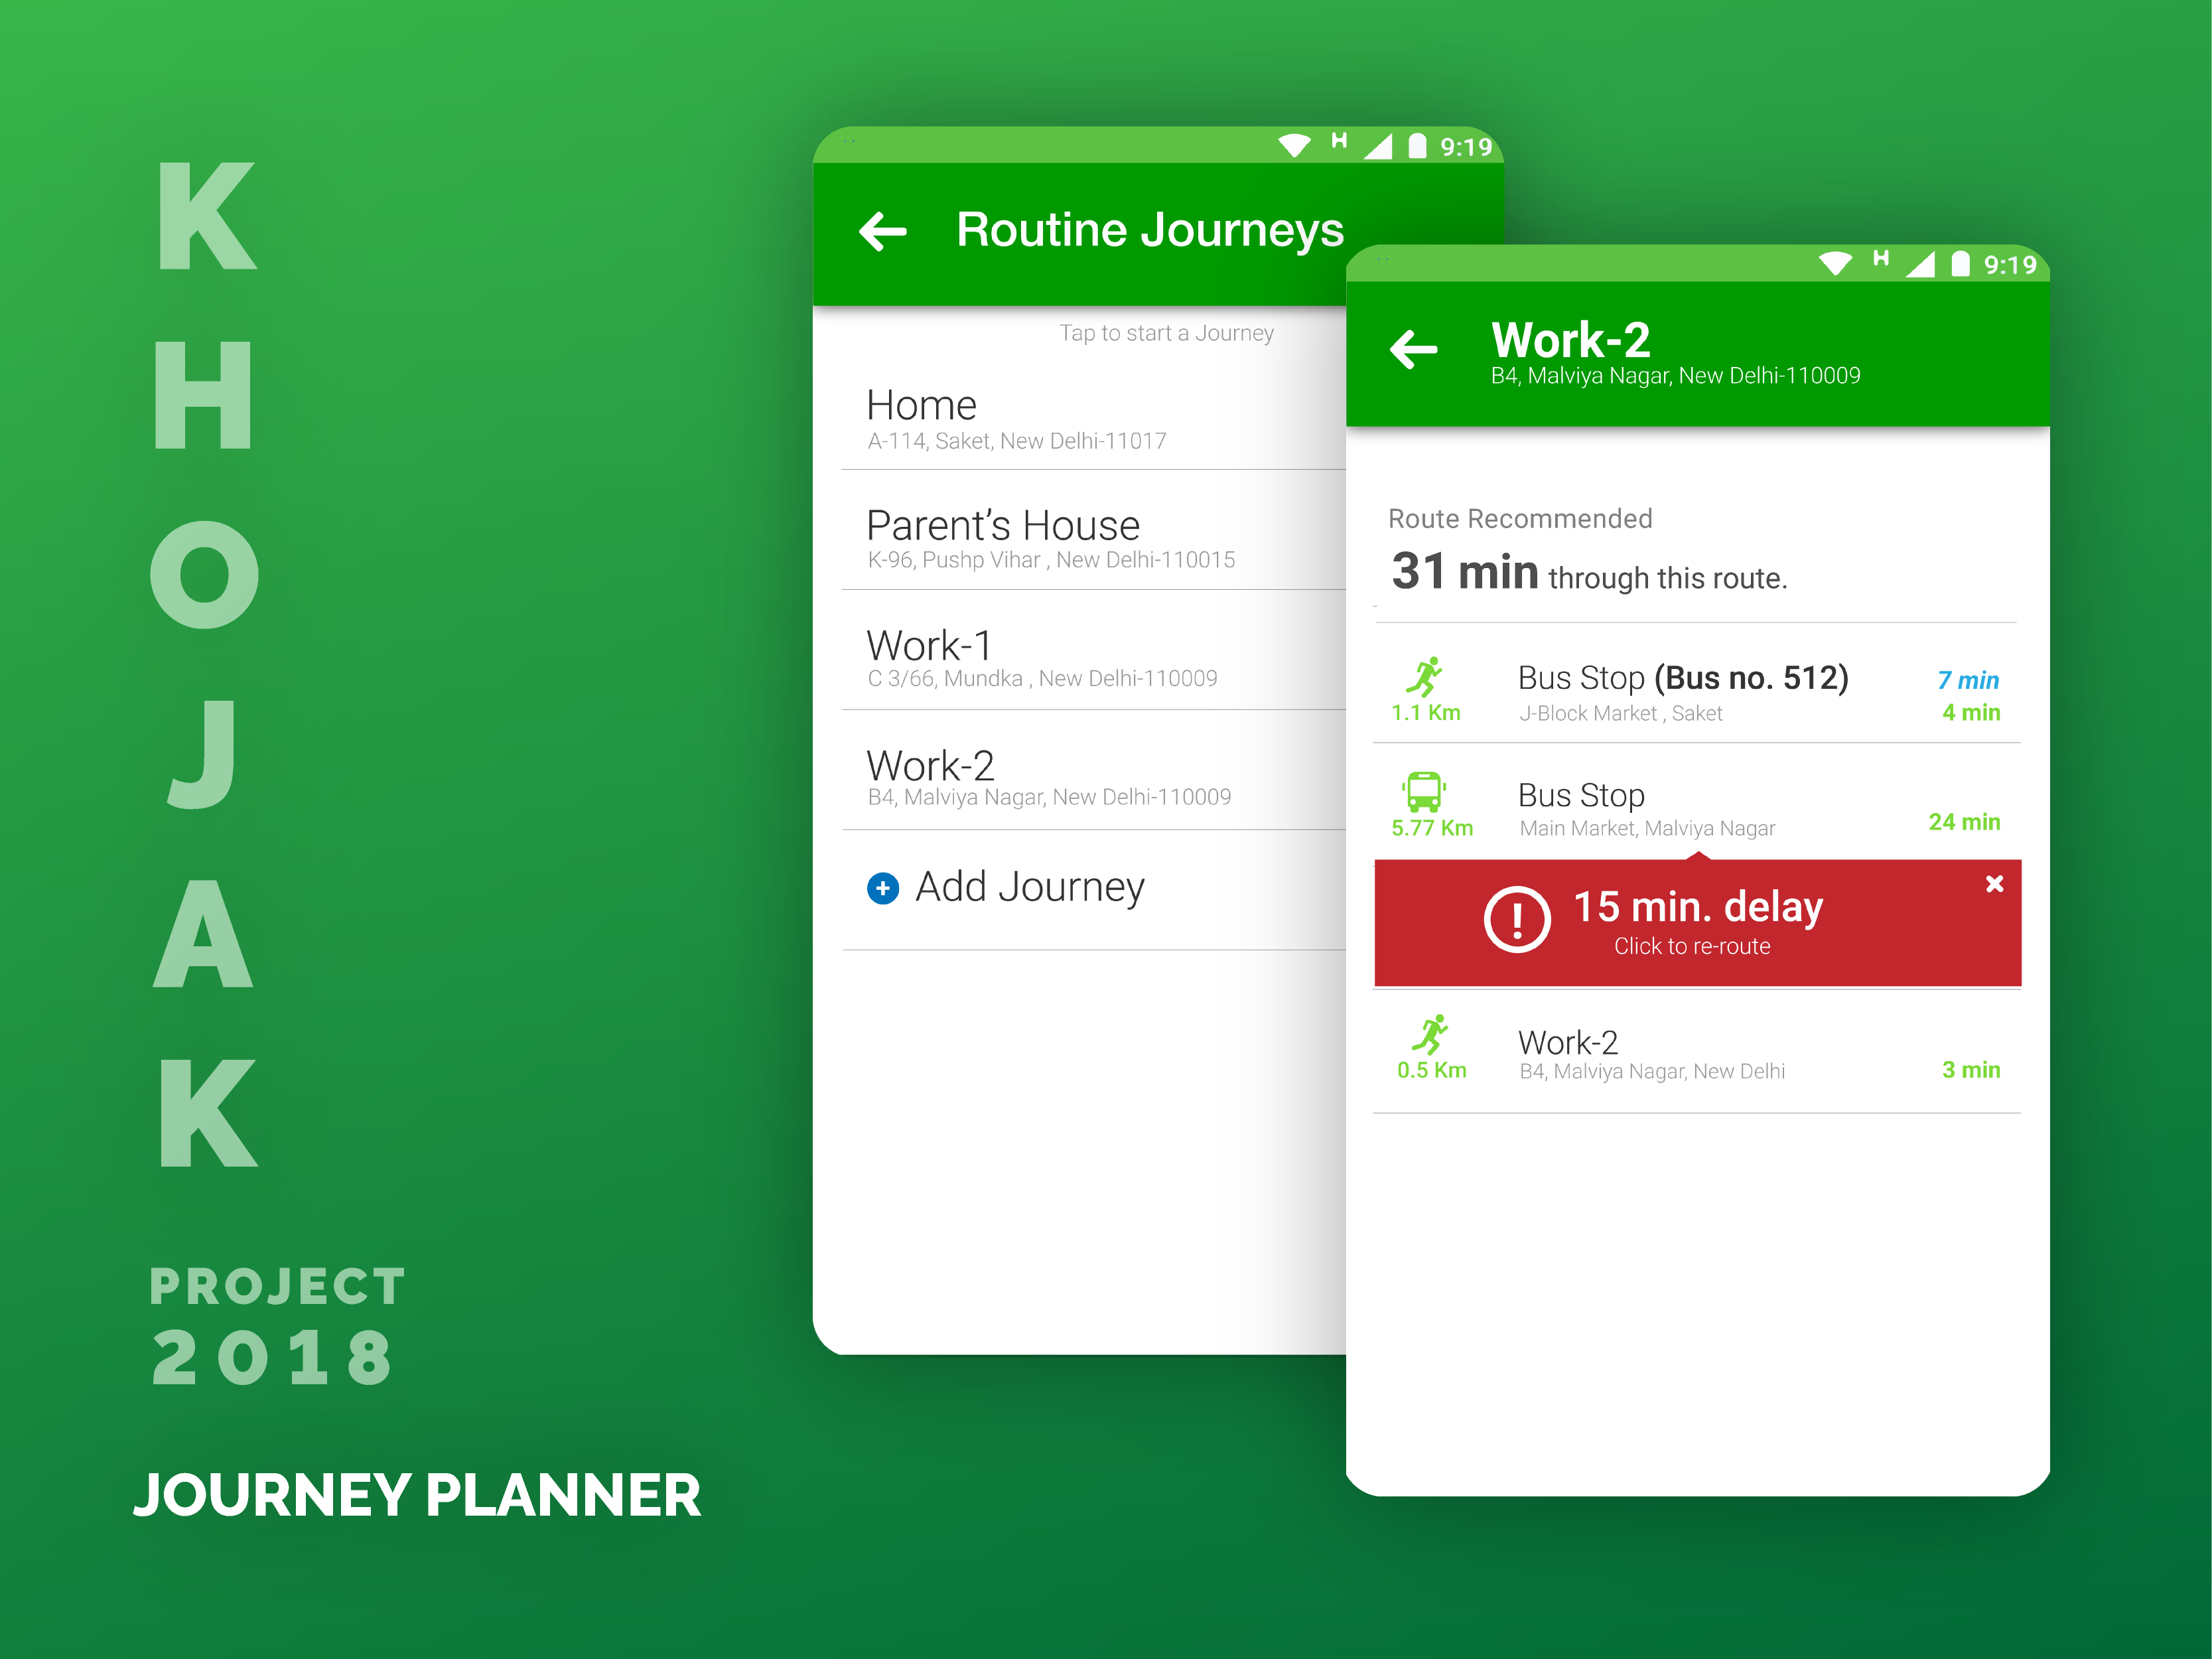 KHOJAK
PROJECT
2018
JOURNEY PLANNER
H
9:19
Routine Journeys
Tap to start a Journey
Home
A-114, Saket, New Delhi-11017
Parent’s House
K-96, Pushp Vihar , New Delhi-110015
Work-1
C 3/66, Mundka , New Delhi-110009
Work-2
B4, Malviya Nagar, New Delhi-110009
Add Journey
H
9:19
Work-2
B4, Malviya Nagar, New Delhi-110009
Route Recommended
31 min through this route.
Bus Stop (Bus no. 512)
7 min
1.1 Km
J-Block Market , Saket
4 min
Bus Stop
5.77 Km
Main Market, Malviya Nagar
24 min
15 min. delay
Click to re-route
Work-2
0.5 Km
B4, Malviya Nagar, New Delhi
3 min